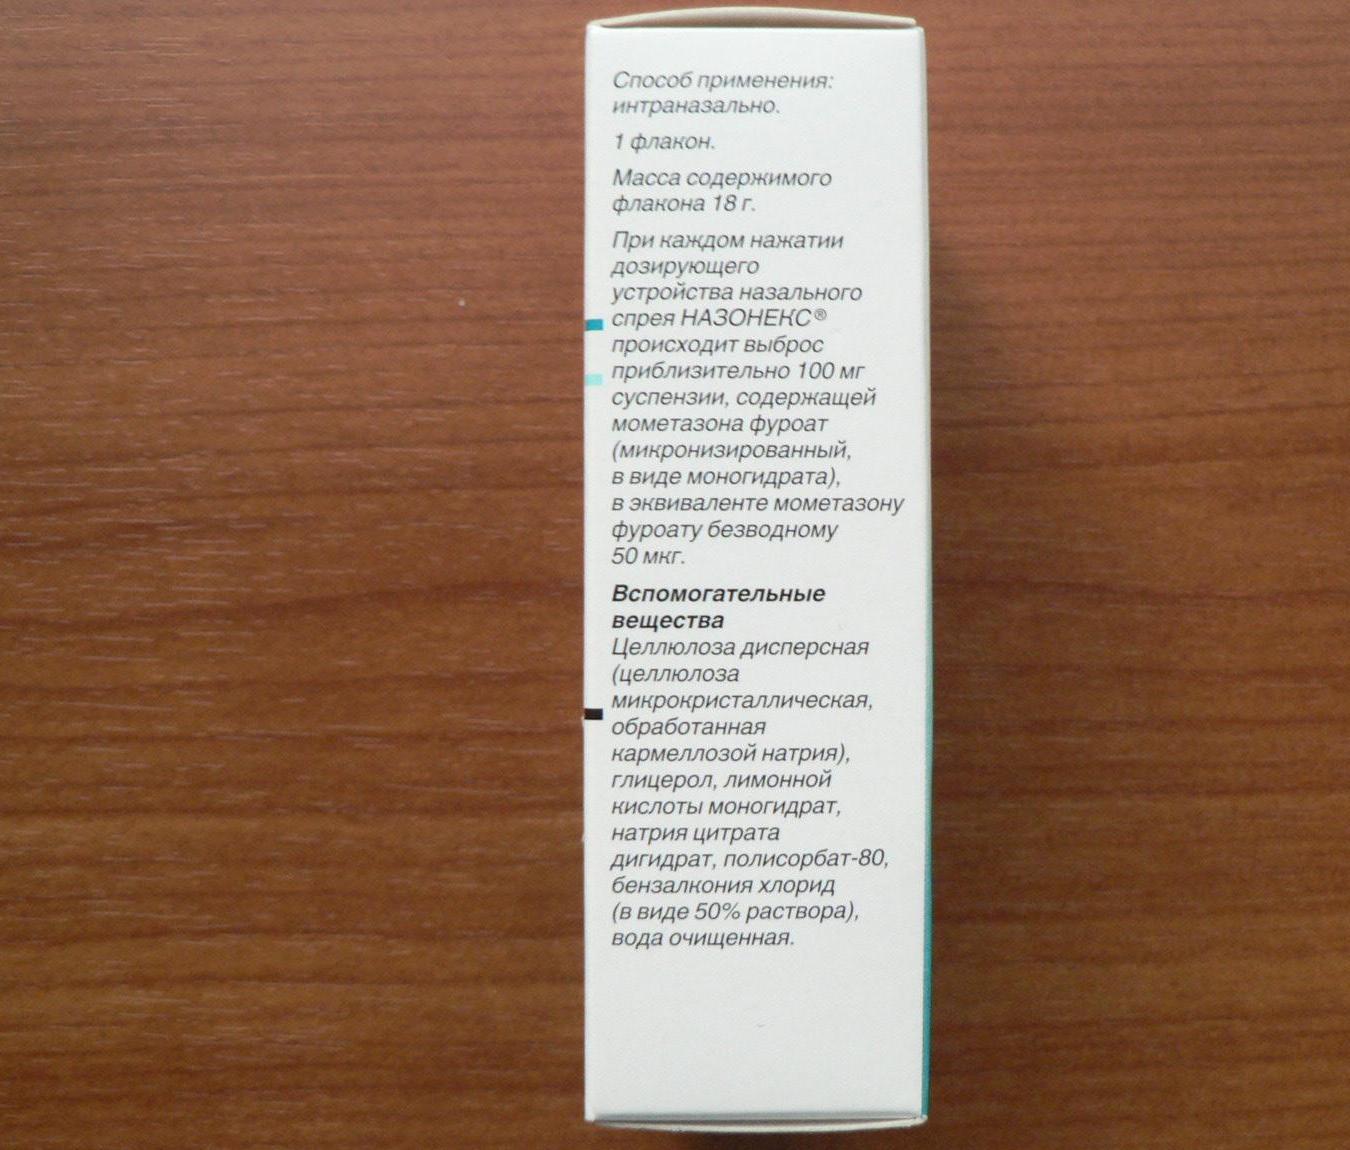 Способ применения:
интраназально.
1 флакон.
Масса содержимого
флакона 18 г.
При каждом нажатии
дозирующего
устройства назального
спрея НАЗОНЕКС®
происходит выброс
приблизительно 100 мг
суспензии, содержащей
мометазона фуроат
(микронизированный,
в виде моногидрата),
в эквиваленте мометазону
фуроату безводному
50 мкг.
Вспомогательные
вещества
Целлюлоза дисперсная
(целлюлоза
микрокристаллическая,
обработанная
кармеллозой натрия),
глицерол, лимонной
кислоты моногидрат,
натрия цитрата
дигидрат, полисорбат-80,
бензалкония хлорид
(в виде 50% раствора),
вода очищенная.